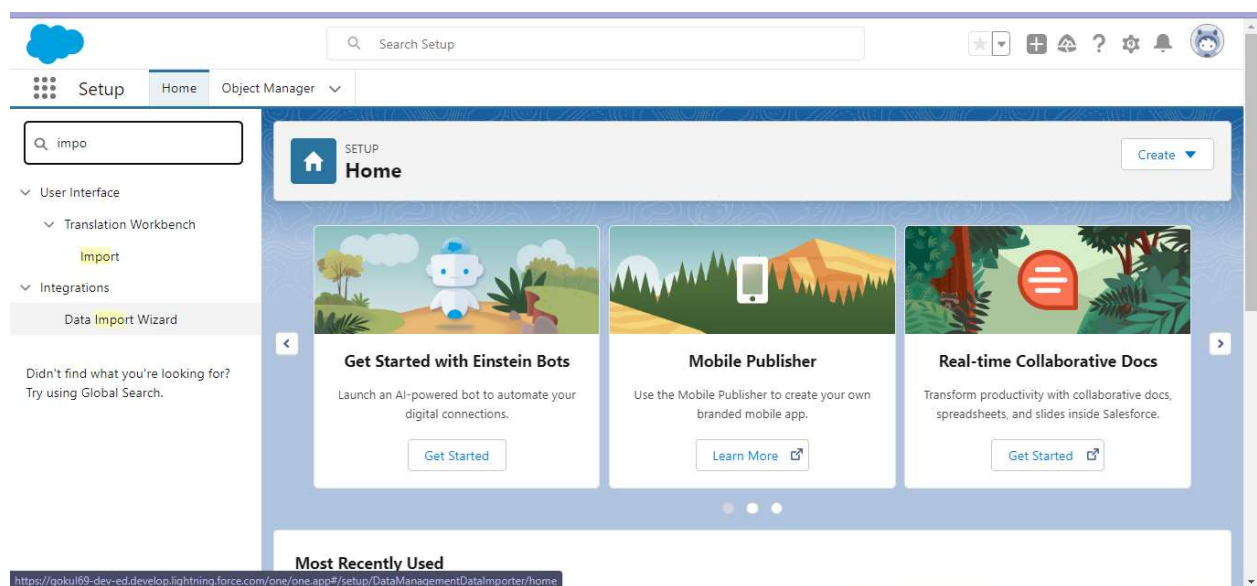 Search Setup
Setup
Home
Object Manager
impo
User Interface
Translation Workbench
Import
Integrations
Data Import Wizard
Didn't find what you're looking for?
Try using Global Search.
SETUP
Home
Create
Get Started with Einstein Bots
Launch an AI-powered bot to automate your
digital connections.
Get Started
Mobile Publisher
Use the Mobile Publisher to create your own
branded mobile app.
Learn More
Real-time Collaborative Docs
Transform productivity with collaborative docs,
spreadsheets, and slides inside Salesforce.
Get Started
Most Recently Used
https://gokul69-dev-ed.develop.lightning.force.com/one/one.app#/setup/DataManagementDataImporter/home